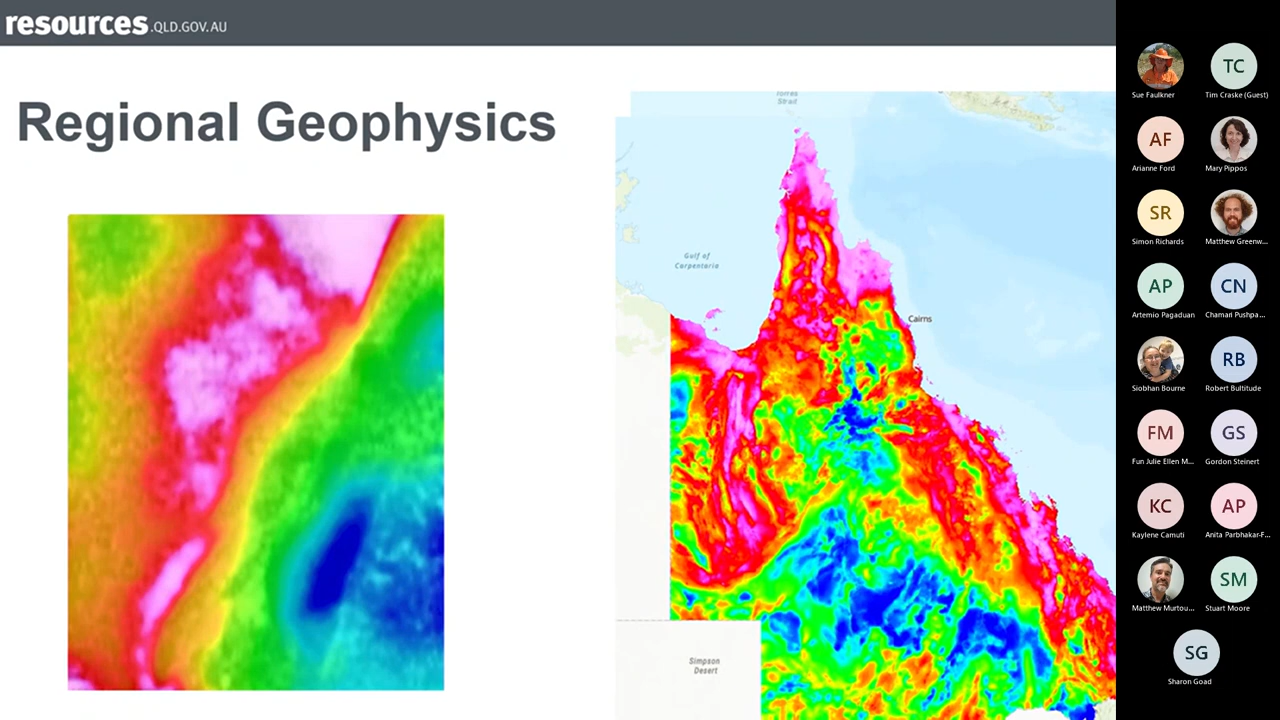 resources.QLD.GOV.AU
Regional Geophysics
Torres
Strait
Gulf of
Carpentaria
Cairns
Simpson
Desert
Sue Faulkner
TC
Tim Craske (Guest)
AF
Arianne Ford
Mary Pippos
SR
Simon Richards
Matthew Greenw...
AP
Artemio Pagaduan
CN
Chamari Pushpa...
Siobhan Bourne
RB
Robert Bultitude
FM
Fun Julie Ellen M...
GS
Gordon Steinert
KC
Kaylene Camuti
AP
Anita Parbhakar-F...
Matthew Murtou...
SM
Stuart Moore
SG
Sharon Goad